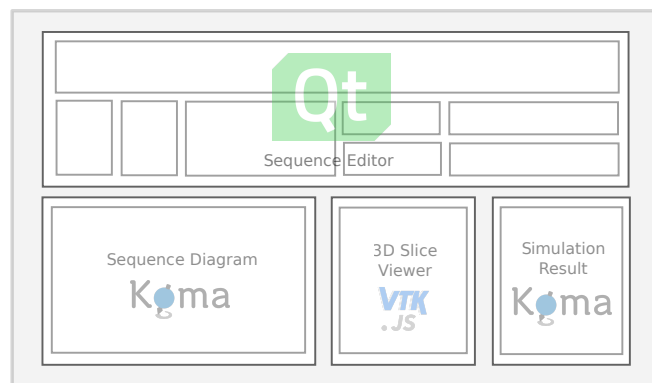 Qt
Sequence Editor
Sequence Diagram
Koma
3D Slice
Viewer
VTK
.JS
Simulation
Result
Koma